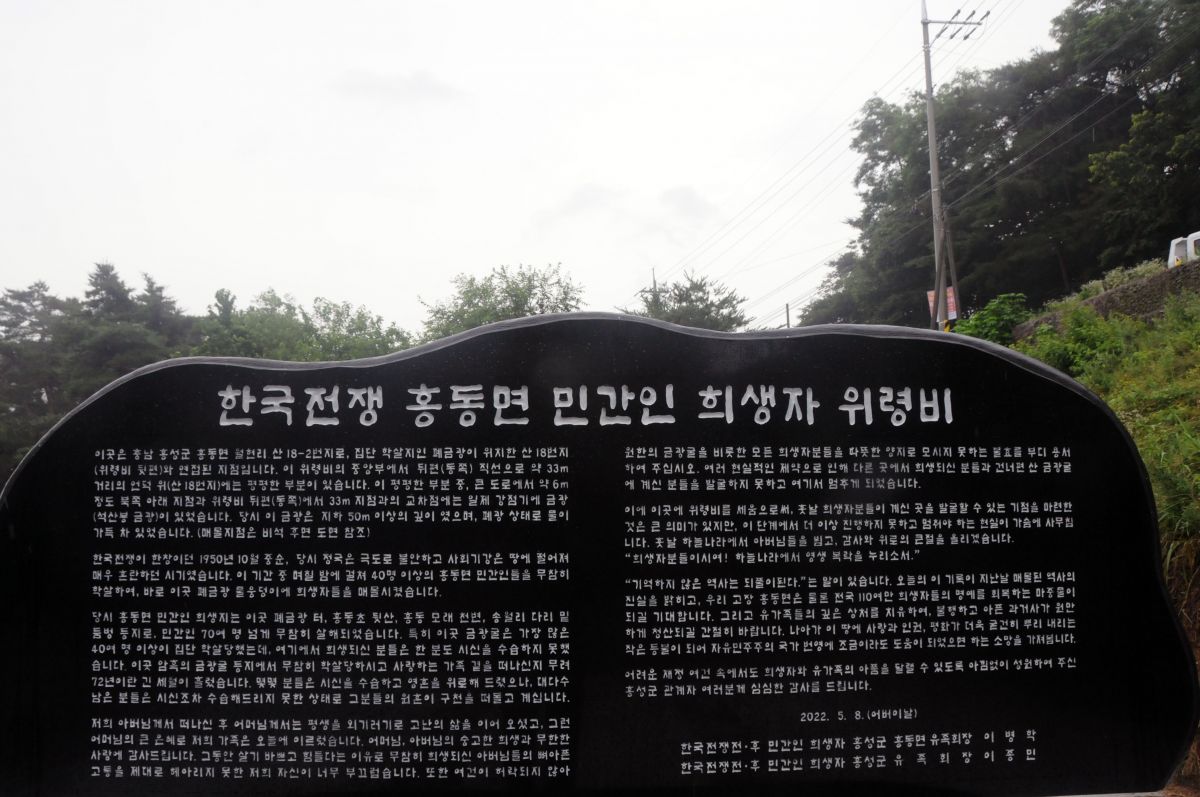 한국전쟁 홍동면 민간인 희생자 위령비
이곳은 충남 홍성군 홍동면 월현리 산 18-2번지로, 집단 학살지인 폐금광이 위치한 산 18번지
(위령비 뒷편)와 연접된 지점입니다. 이 위령비의 중앙부에서 뒤편(동쪽) 직선으로 약 33m
거리의 언덕 위(산 18번지)에는 평평한 부분이 있습니다. 이 평평한 부분 중, 큰 도로에서 약 6m
정도 북쪽 아래 지점과 위령비 뒤편(동쪽)에서 33m 지점과의 교차점에는 일제 강점기에 금광
(석산봉 금광)이 있었습니다. 당시 이 금광은 지하 50m 이상의 깊이 였으며, 폐광 상태로 물이
가득 차 있었습니다. (매몰지점은 비석 후면 도면 참조)
한국전쟁이 한창이던 1950년 10월 중순, 당시 정국은 극도로 불안하고 사회기강은 땅에 떨어져
매우 혼란하던 시기였습니다. 이 기간 중 며칠 밤에 걸쳐 40명 이상의 홍동면 민간인들을 무참히
학살하여, 바로 이곳 폐금광 물웅덩이에 희생자들을 매몰시켰습니다.
당시 홍동면 민간인 희생자는 이곳 폐금광 터, 홍동초 뒷산, 홍동 모래 천변, 송월리 다리 밑
둠벙 등지로, 민간인 70여 명 넘게 무참히 살해되었습니다. 특히 이곳 금광굴은 가장 많은
40여 명 이상이 집단 학살당했는데, 여기에서 희생되신 분들은 한 분도 시신을 수습하지 못했
습니다. 이곳 암흑의 금광굴 등지에서 무참히 학살당하시고 사랑하는 가족 곁을 떠나신지 무려
72년이란 긴 세월이 흘렀습니다. 몇몇 분들은 시신을 수습하고 영혼을 위로해 드렸으나, 대다수
남은 분들은 시신조차 수습해드리지 못한 상태로 그분들의 원혼이 구천을 떠돌고 계십니다.
저희 아버님께서 떠나신 후 어머님께서는 평생을 외기러기로 고난의 삶을 이어 오셨고, 그런
어머님의 큰 은혜로 저희 가족은 오늘에 이르렀습니다. 어머님, 아버님의 숭고한 희생과 무한한
사랑에 감사드립니다. 그동안 살기 바쁘고 힘들다는 이유로 무참히 희생되신 아버님들의 뼈아픈
고통을 제대로 헤아리지 못한 저희 자신이 너무 부끄럽습니다. 또한 여건이 허락되지 않아
원한의 금광굴을 비롯한 모든 희생자분들을 따뜻한 양지로 모시지 못하는 불효를 부디 용서
하여 주십시오. 여러 현실적인 제약으로 인해 다른 곳에서 희생되신 분들과 건너편 산 금광굴
에 계신 분들을 발굴하지 못하고 여기서 멈추게 되었습니다.
이에 이곳에 위령비를 세움으로써, 훗날 희생자분들이 계신 곳을 발굴할 수 있는 기점을 마련한
것은 큰 의미가 있지만, 이 단계에서 더 이상 진행하지 못하고 멈춰야 하는 현실이 가슴에 사무칩
니다. 훗날 하늘나라에서 아버님들을 뵙고, 감사와 위로의 큰절을 올리겠습니다.
“희생자분들이시여! 하늘나라에서 영생 복락을 누리소서.”
“기억하지 않은 역사는 되풀이된다.”는 말이 있습니다. 오늘의 이 기록이 지난날 매몰된 역사의
진실을 밝히고, 우리 고장 홍동면은 물론 전국 110여만 희생자들의 명예를 회복하는 마중물이
되길 기대합니다. 그리고 유가족들의 깊은 상처를 치유하여, 불행하고 아픈 과거사가 원만
하게 청산되길 간절히 바랍니다. 나아가 이 땅에 사랑과 인권, 평화가 더욱 굳건히 뿌리 내리는
작은 등불이 되어 자유민주주의 국가 번영에 조금이라도 도움이 되었으면 하는 소망을 가져봅니다.
어려운 재정 여건 속에서도 희생자와 유가족의 아픔을 달랠 수 있도록 아낌없이 성원하여 주신
홍성군 관계자 여러분께 심심한 감사를 드립니다.
2022. 5. 8.(어버이날)
한국전쟁전·후 민간인 희생자 홍성군 홍동면유족회장 이 병 학
한국전쟁전·후 민간인 희생자 홍성군 유 족 회 장 이 종 민